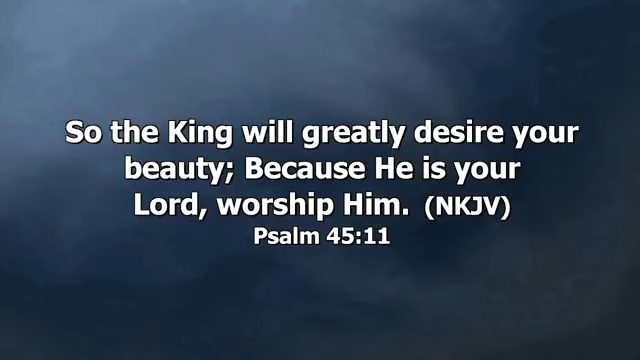 So the King will greatly desire your
beauty; Because He is your
Lord, worship Him. (NKJV)
Psalm 45:11